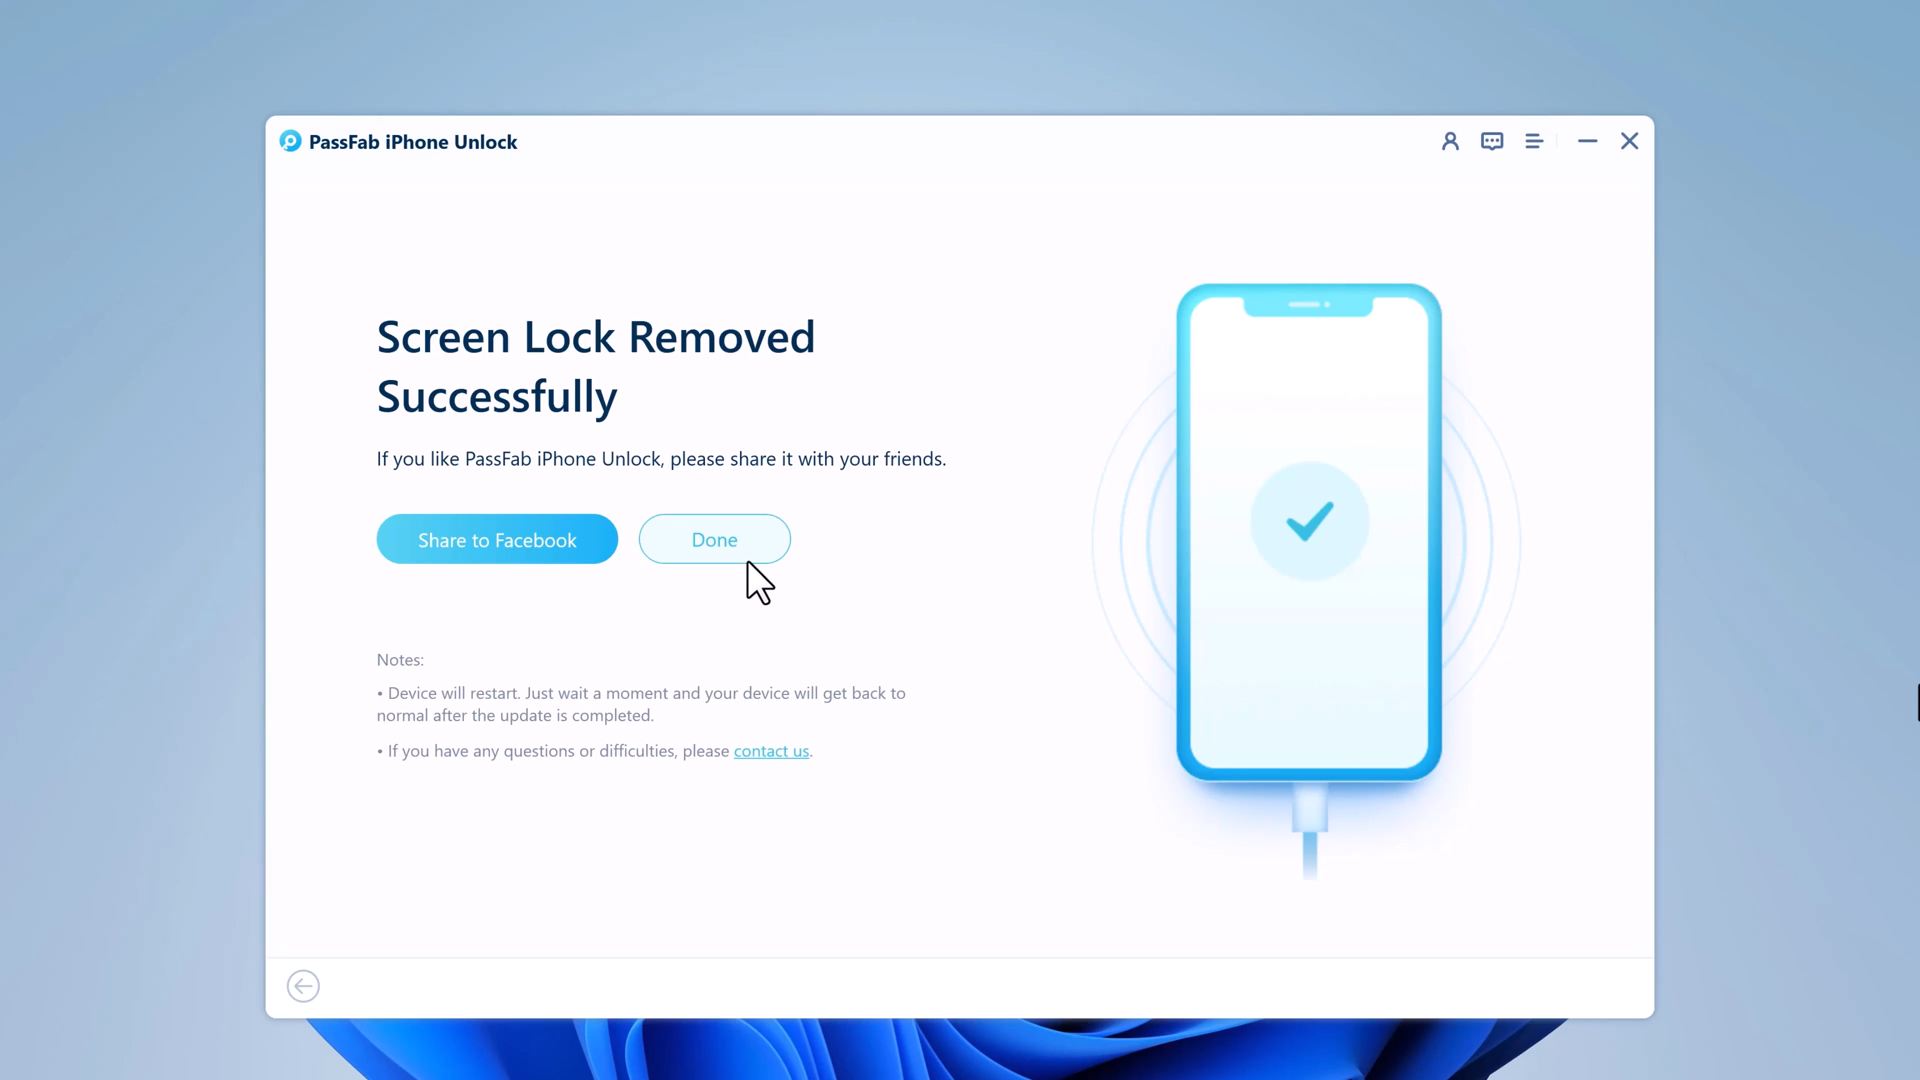 PassFab iPhone Unlock
Screen Lock Removed
Successfully
If you like PassFab iPhone Unlock, please share it with your friends.
Share to Facebook
Done
Notes:
• Device will restart. Just wait a moment and your device will get back to
normal after the update is completed.
• If you have any questions or difficulties, please contact us.